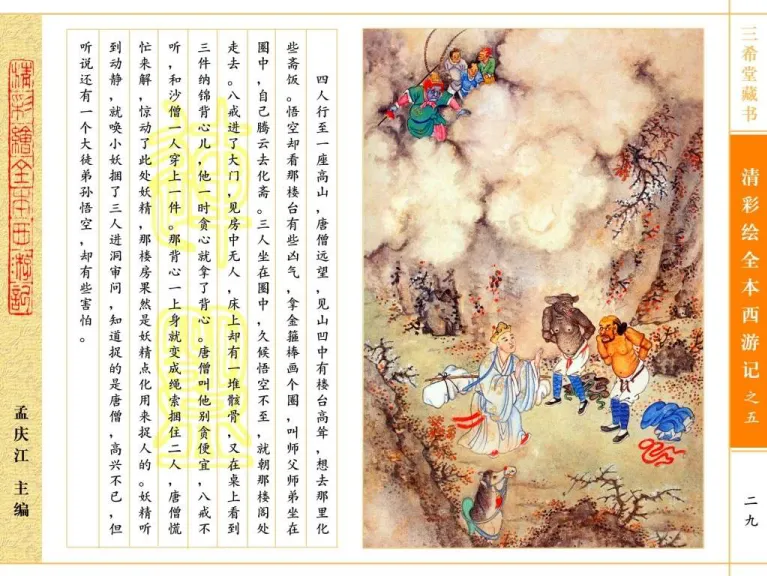 三希堂藏书
清彩绘全本西游记之五
二九
四人行至一座高山，唐僧远望，见山凹中有楼台高耸，想去那里化
些斋饭。悟空却看那楼台有些凶气，拿金箍棒画个圈，叫师父师弟坐在
圈中，自己腾云去化斋。三人坐在圈中，久候悟空不至，就朝那楼阁处
走去。八戒进了大门，见房中无人，床上却有一堆骸骨，又在桌上看到
三件纳锦背心儿，他一时贪心就拿了背心。唐僧叫他别贪便宜，八戒不
听，和沙僧一人穿上一件。那背心一上身就变成绳索捆住二人，唐僧慌
忙来解，惊动了此处妖精，那楼房果然是妖精点化用来捉人的。妖精听
到动静，就唤小妖捆了三人进洞审问，知道捉的是唐僧，高兴不已，但
听说还有一个大徒弟孙悟空，却有些害怕。
清彩绘全本西游记
孟庆江 主编